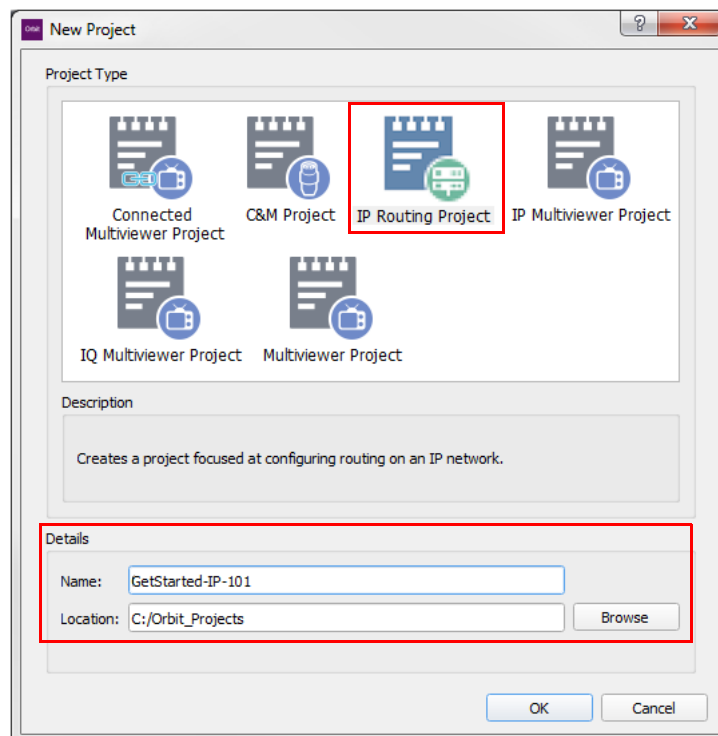 Orbit New Project
Project Type
Connected
Multiviewer Project
C&M Project
IP Routing Project
IP Multiviewer Project
IQ Multiviewer Project
Multiviewer Project
Description
Creates a project focused at configuring routing on an IP network.
Details
Name: GetStarted-IP-101
Location: C:/Orbit_Projects Browse
OK Cancel